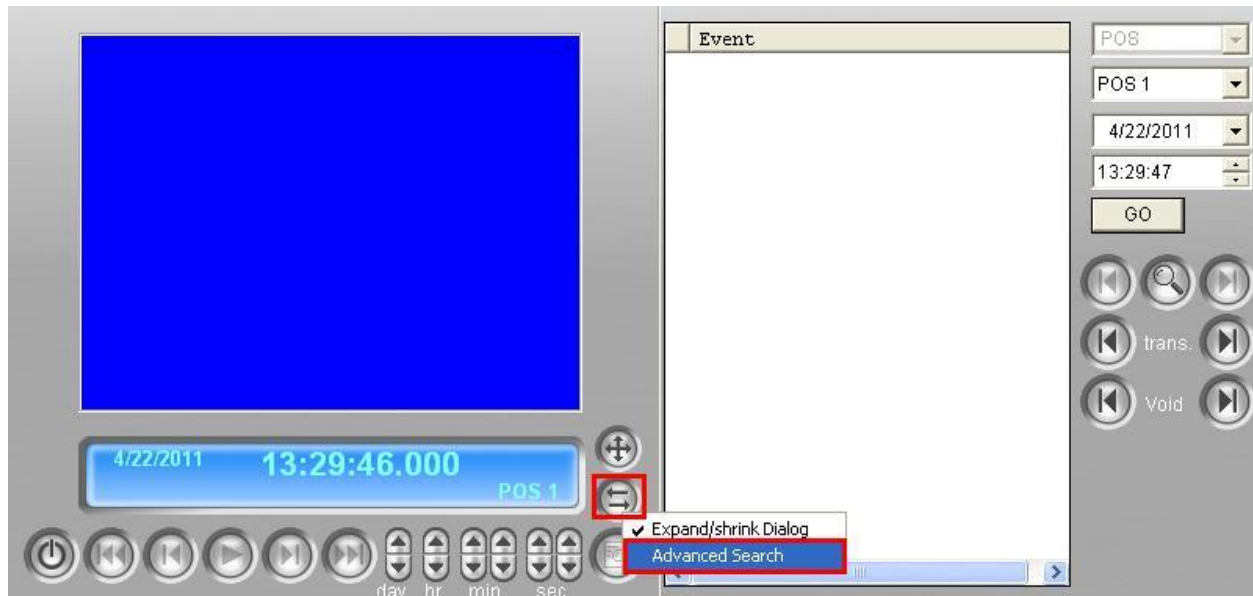 4/22/2011 13:29:46.000
POS 1
day hr min sec
Expand/shrink Dialog
Advanced Search
Event
POS
POS 1
4/22/2011
13:29:47
GO
trans.
Void